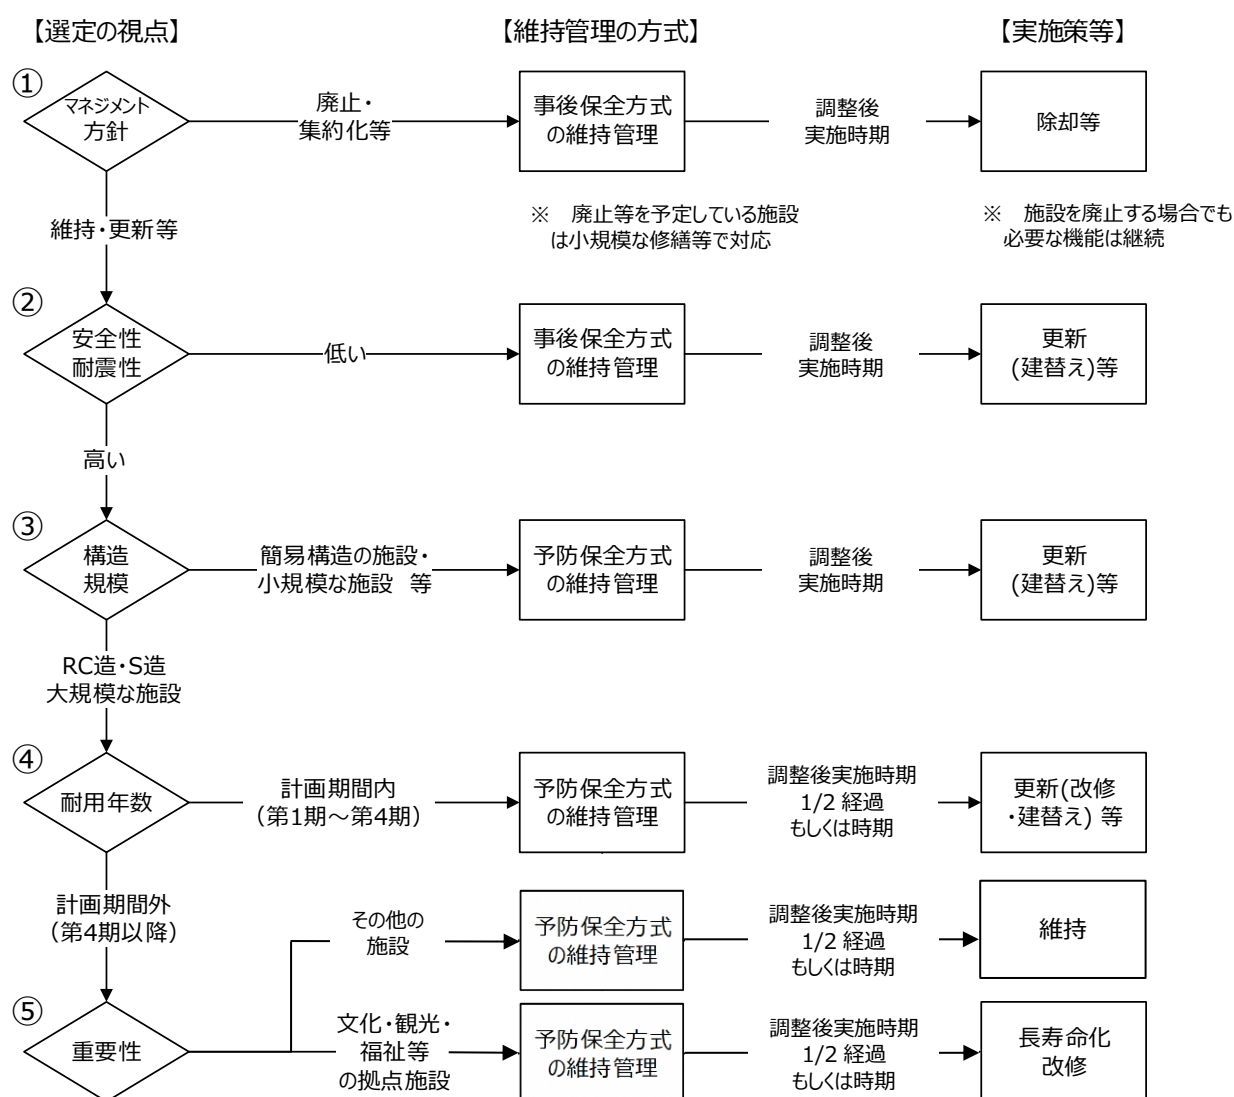 【選定の視点】
【維持管理の方式】
【実施策等】
①
マネジメント
方針
廃止・
集約化等
事後保全方式
の維持管理
調整後
実施時期
除却等
維持・更新等
※　廃止等を予定している施設
は小規模な修繕等で対応
※　施設を廃止する場合でも
必要な機能は継続
②
安全性
耐震性
低い
事後保全方式
の維持管理
調整後
実施時期
更新
(建替え)等
高い
③
構造
規模
簡易構造の施設・
小規模な施設　等
予防保全方式
の維持管理
調整後
実施時期
更新
(建替え)等
RC造・S造
大規模な施設
④
耐用年数
計画期間内
（第1期～第4期）
予防保全方式
の維持管理
調整後実施時期
1/2 経過
もしくは時期
更新(改修
・建替え) 等
計画期間外
（第4期以降）
その他の
施設
予防保全方式
の維持管理
調整後実施時期
1/2 経過
もしくは時期
維持
⑤
重要性
文化・観光・
福祉等
の拠点施設
予防保全方式
の維持管理
調整後実施時期
1/2 経過
もしくは時期
長寿命化
改修